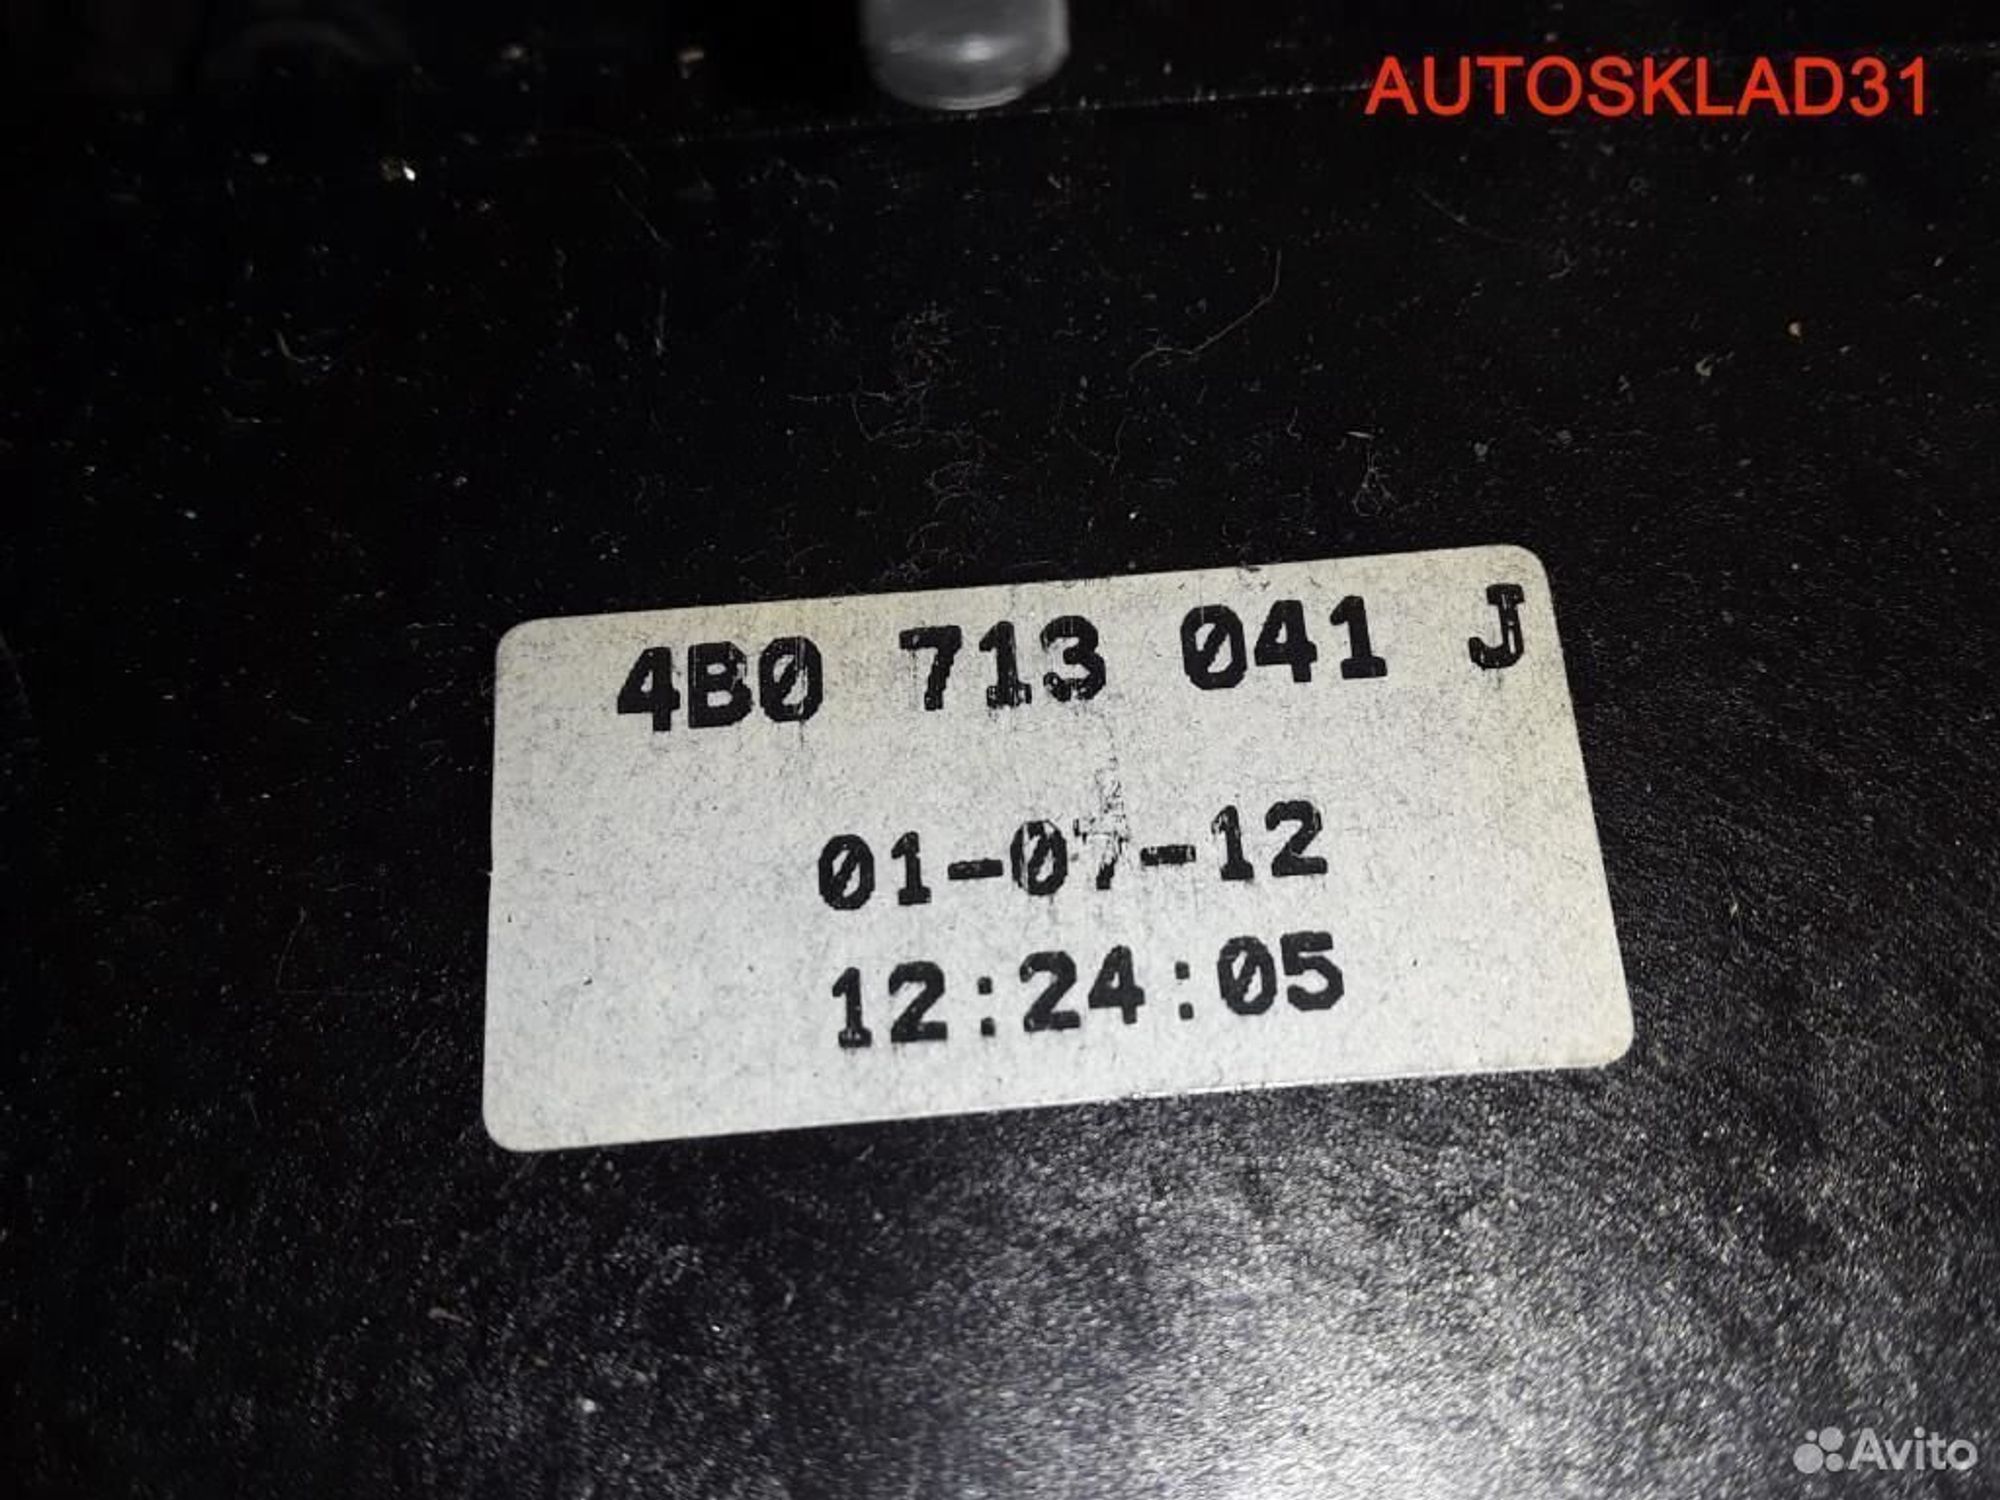 AUTOSKLAD31
4B0 713 041 J
01-07-12
12:24:05
Avito